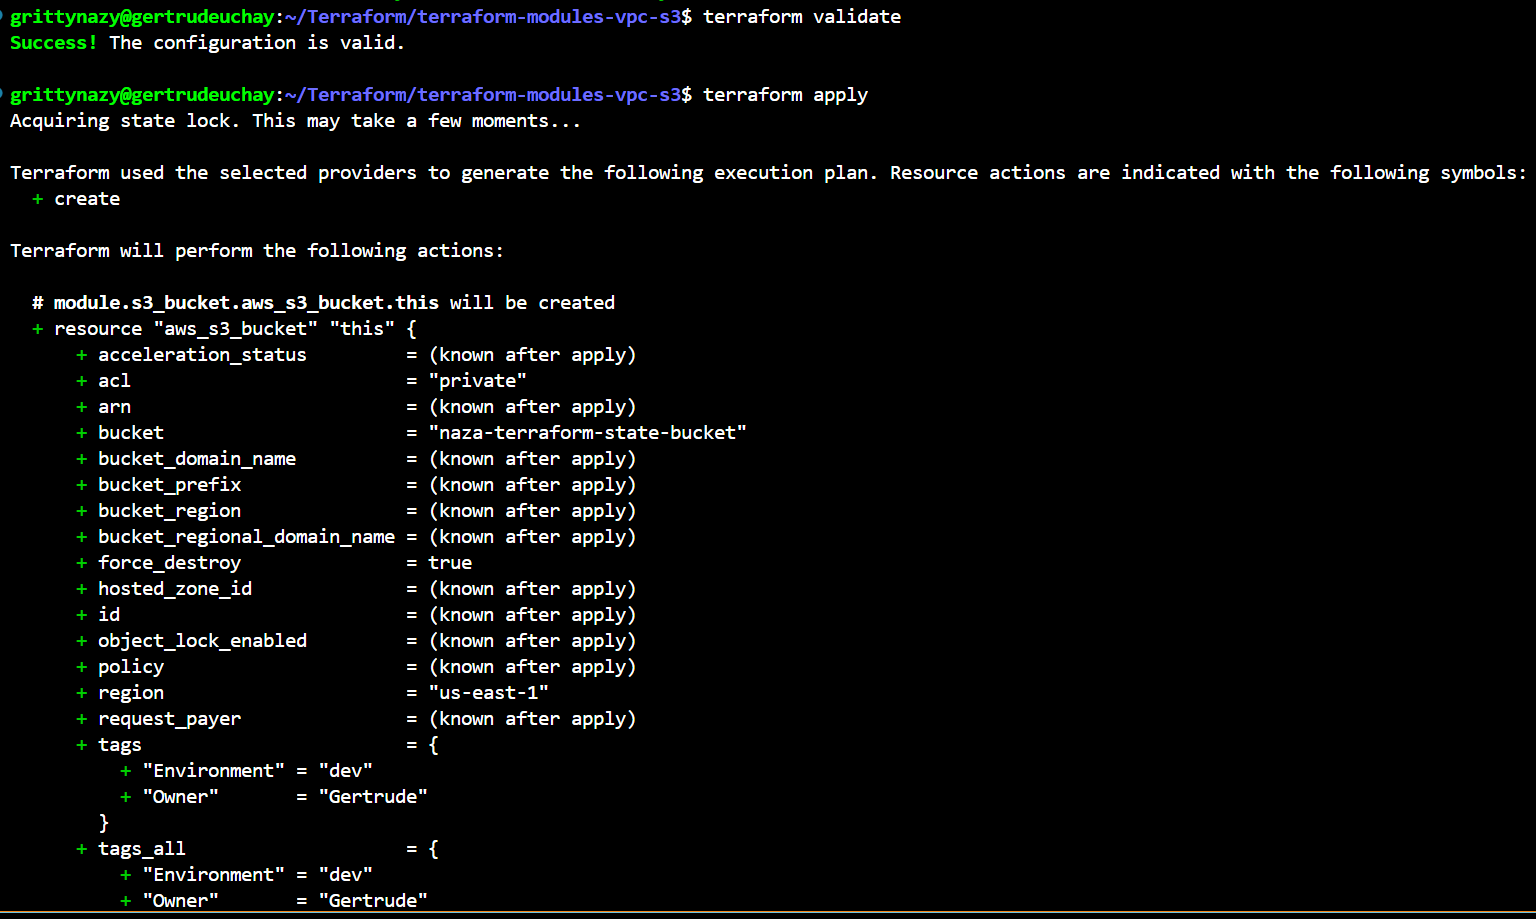 grittynazy@gertrudeuchay:~/Terraform/terraform-modules-vpc-s3$ terraform validate
Success! The configuration is valid.
grittynazy@gertrudeuchay:~/Terraform/terraform-modules-vpc-s3$ terraform apply
Acquiring state lock. This may take a few moments...
Terraform used the selected providers to generate the following execution plan. Resource actions are indicated with the following symbols:
  + create
Terraform will perform the following actions:
  # module.s3_bucket.aws_s3_bucket.this will be created
  + resource "aws_s3_bucket" "this" {
      + acceleration_status         = (known after apply)
      + acl                         = "private"
      + arn                         = (known after apply)
      + bucket                      = "naza-terraform-state-bucket"
      + bucket_domain_name          = (known after apply)
      + bucket_prefix               = (known after apply)
      + bucket_region               = (known after apply)
      + bucket_regional_domain_name = (known after apply)
      + force_destroy               = true
      + hosted_zone_id              = (known after apply)
      + id                          = (known after apply)
      + object_lock_enabled         = (known after apply)
      + policy                      = (known after apply)
      + region                      = "us-east-1"
      + request_payer               = (known after apply)
      + tags                        = {
          + "Environment" = "dev"
          + "Owner"       = "Gertrude"
        }
      + tags_all                    = {
          + "Environment" = "dev"
          + "Owner"       = "Gertrude"